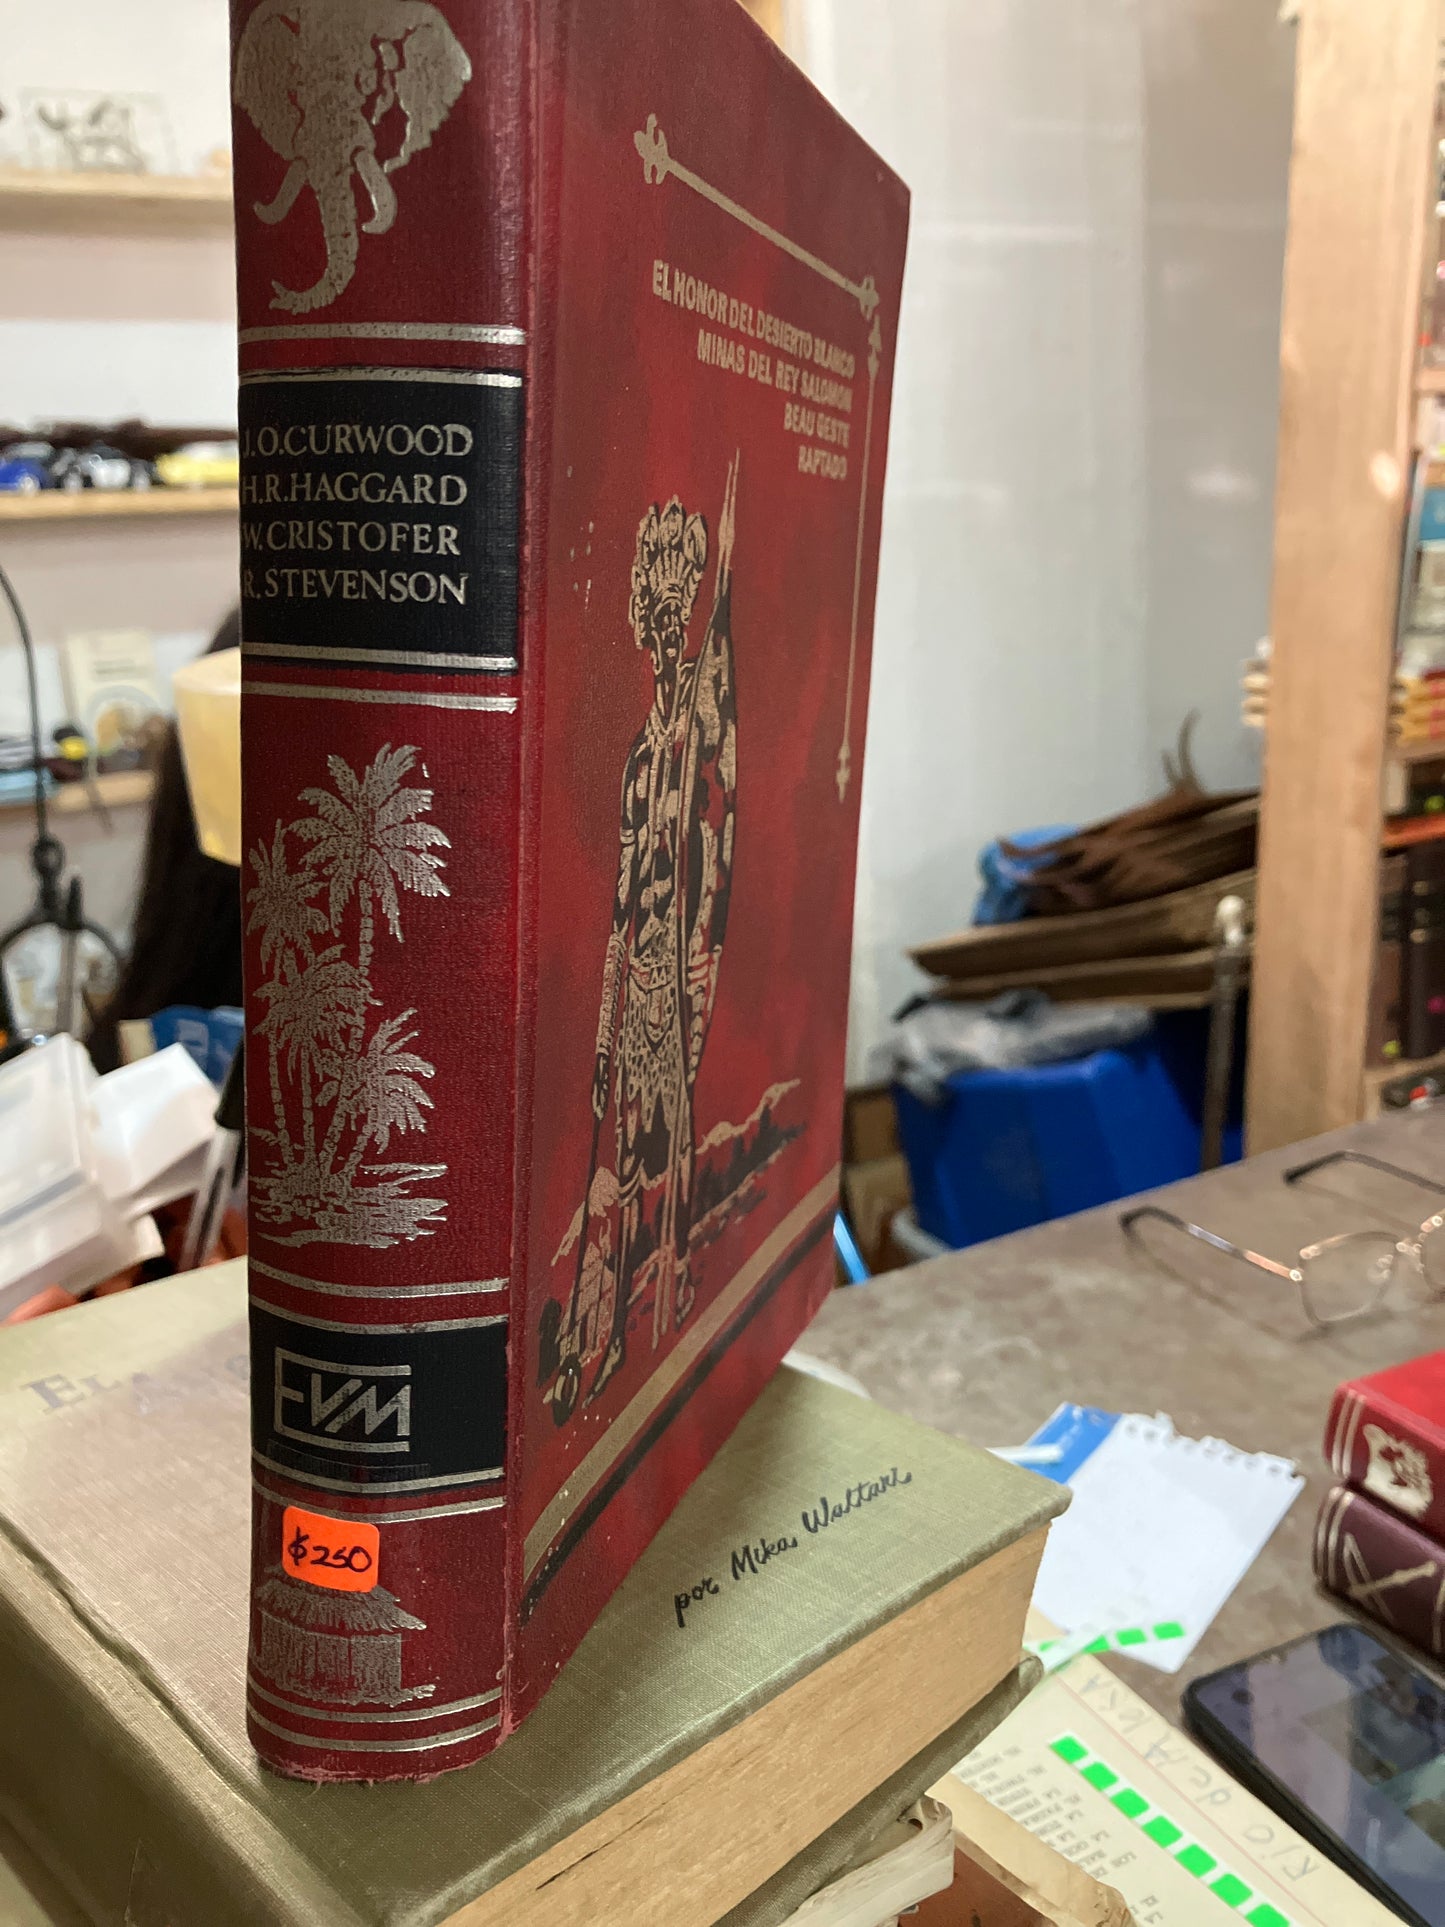 J.O.CURWOOD
H.R.HAGGARD
W.CRISTOFER
R. STEVENSON
EVM
$250
EL HONOR DEL DESIERTO BLANCO
MINAS DEL REY SALOMON
BEAU GESTE
RAPTADO
por Mika Waltari